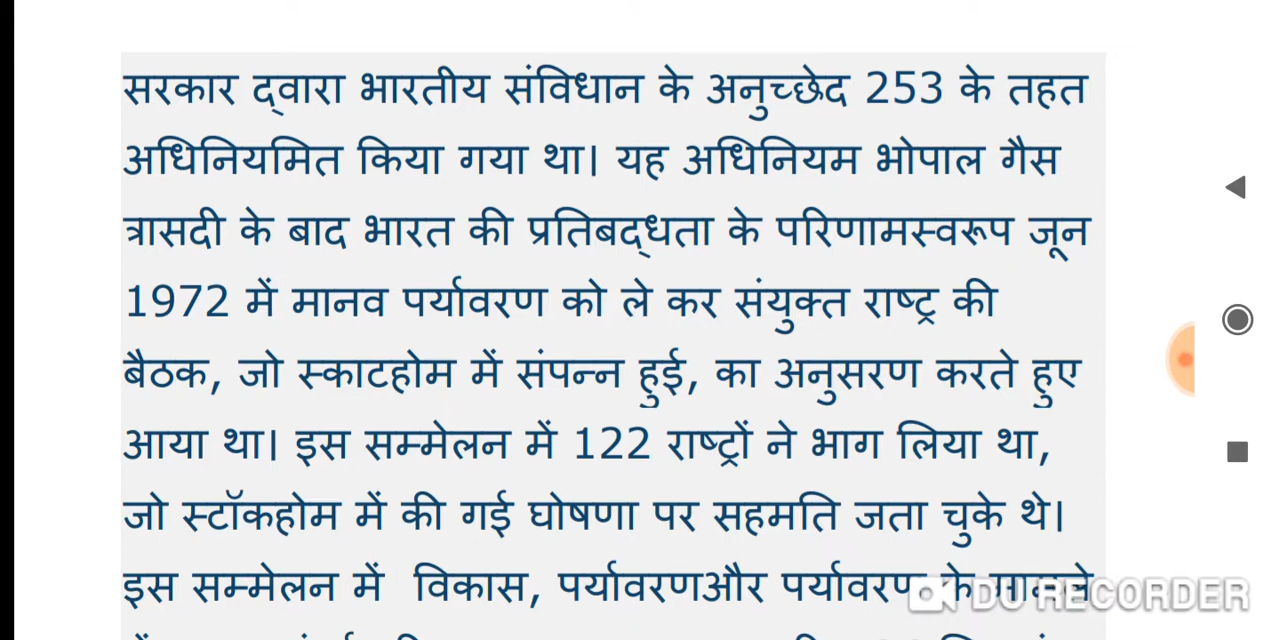 सरकार द्वारा भारतीय संविधान के अनुच्छेद 253 के तहत
अधिनियमित किया गया था। यह अधिनियम भोपाल गैस
त्रासदी के बाद भारत की प्रतिबद्धता के परिणामस्वरूप जून
1972 में मानव पर्यावरण को ले कर संयुक्त राष्ट्र की
बैठक, जो स्काटहोम में संपन्न हुई, का अनुसरण करते हुए
आया था। इस सम्मेलन में 122 राष्ट्रों ने भाग लिया था,
जो स्टॉकहोम में की गई घोषणा पर सहमति जता चुके थे।
इस सम्मेलन में विकास, पर्यावरणऔर पर्यावरण के मामले
DU RECORDER